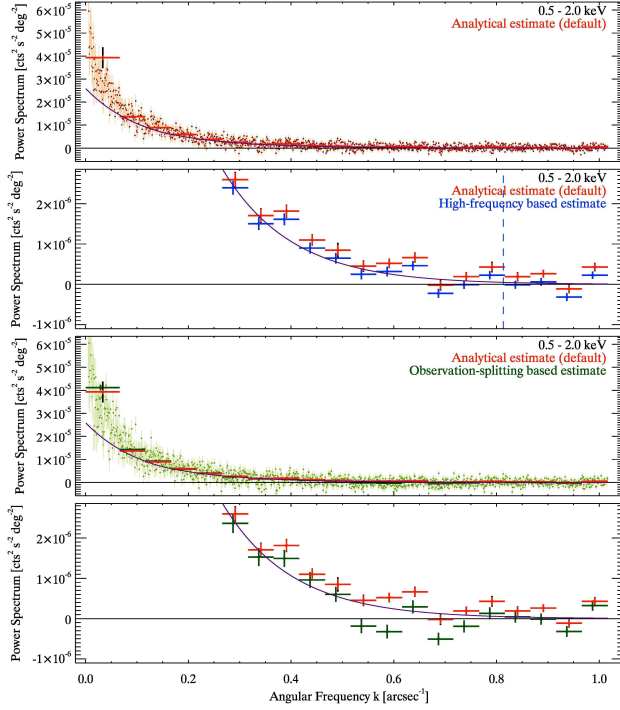 6×10⁻⁵
5×10⁻⁵
4×10⁻⁵
3×10⁻⁵
2×10⁻⁵
1×10⁻⁵
0
Power Spectrum [cts² s⁻² deg⁻²]
0.5 - 2.0 keV
Analytical estimate (default)
2×10⁻⁶
1×10⁻⁶
0
-1×10⁻⁶
Power Spectrum [cts² s⁻² deg⁻²]
0.5 - 2.0 keV
Analytical estimate (default)
High-frequency based estimate
6×10⁻⁵
5×10⁻⁵
4×10⁻⁵
3×10⁻⁵
2×10⁻⁵
1×10⁻⁵
0
Power Spectrum [cts² s⁻² deg⁻²]
0.5 - 2.0 keV
Analytical estimate (default)
Observation-splitting based estimate
2×10⁻⁶
1×10⁻⁶
0
-1×10⁻⁶
Power Spectrum [cts² s⁻² deg⁻²]
0.0 0.2 0.4 0.6 0.8 1.0
Angular Frequency k [arcsec⁻¹]